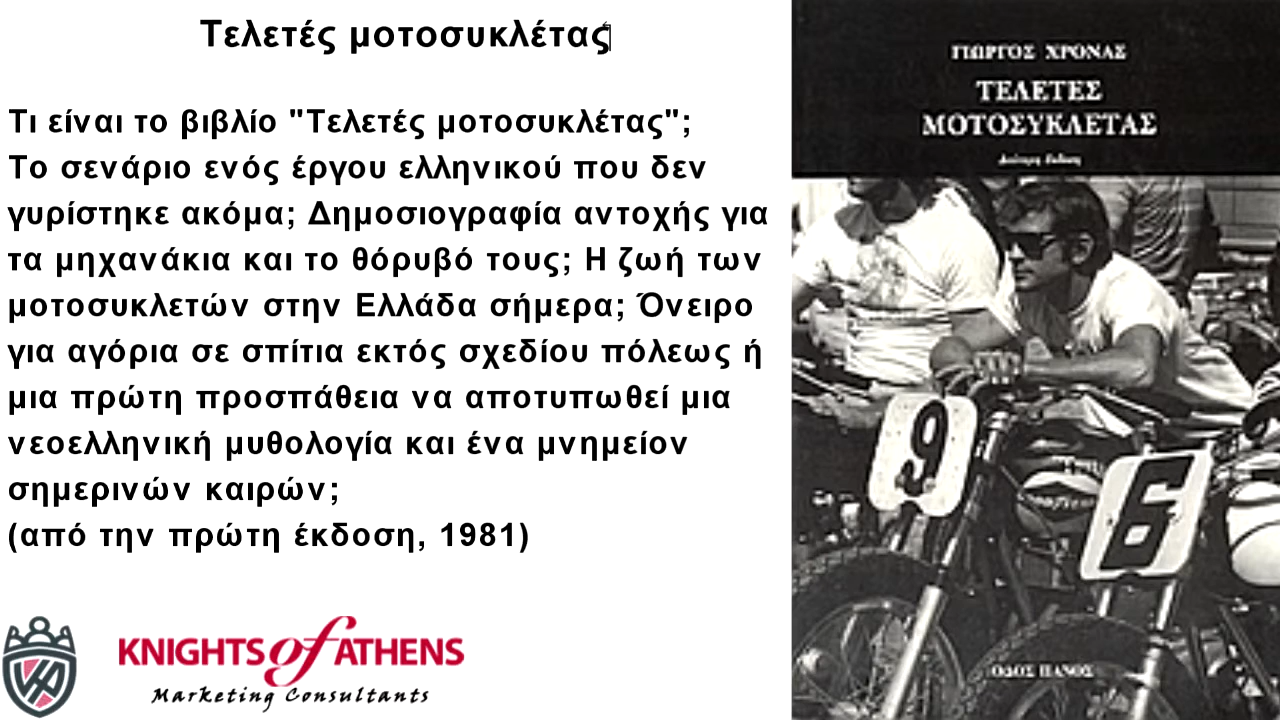 Τελετές μοτοσυκλέτας
Τι είναι το βιβλίο "Τελετές μοτοσυκλέτας";
Το σενάριο ενός έργου ελληνικού που δεν
γυρίστηκε ακόμα; Δημοσιογραφία αντοχής για
τα μηχανάκια και το θόρυβό τους; Η ζωή των
μοτοσυκλετών στην Ελλάδα σήμερα; Όνειρο
για αγόρια σε σπίτια εκτός σχεδίου πόλεως ή
μια πρώτη προσπάθεια να αποτυπωθεί μια
νεοελληνική μυθολογία και ένα μνημείον
σημερινών καιρών;
(από την πρώτη έκδοση, 1981)
KNIGHTS of ATHENS
Marketing Consultants
ΓΙΩΡΓΟΣ ΧΡΟΝΑΣ
ΤΕΛΕΤΕΣ
ΜΟΤΟΣΥΚΛΕΤΑΣ
Δεύτερη έκδοση
9
6
ΟΔΟΣ ΠΑΝΟΣ